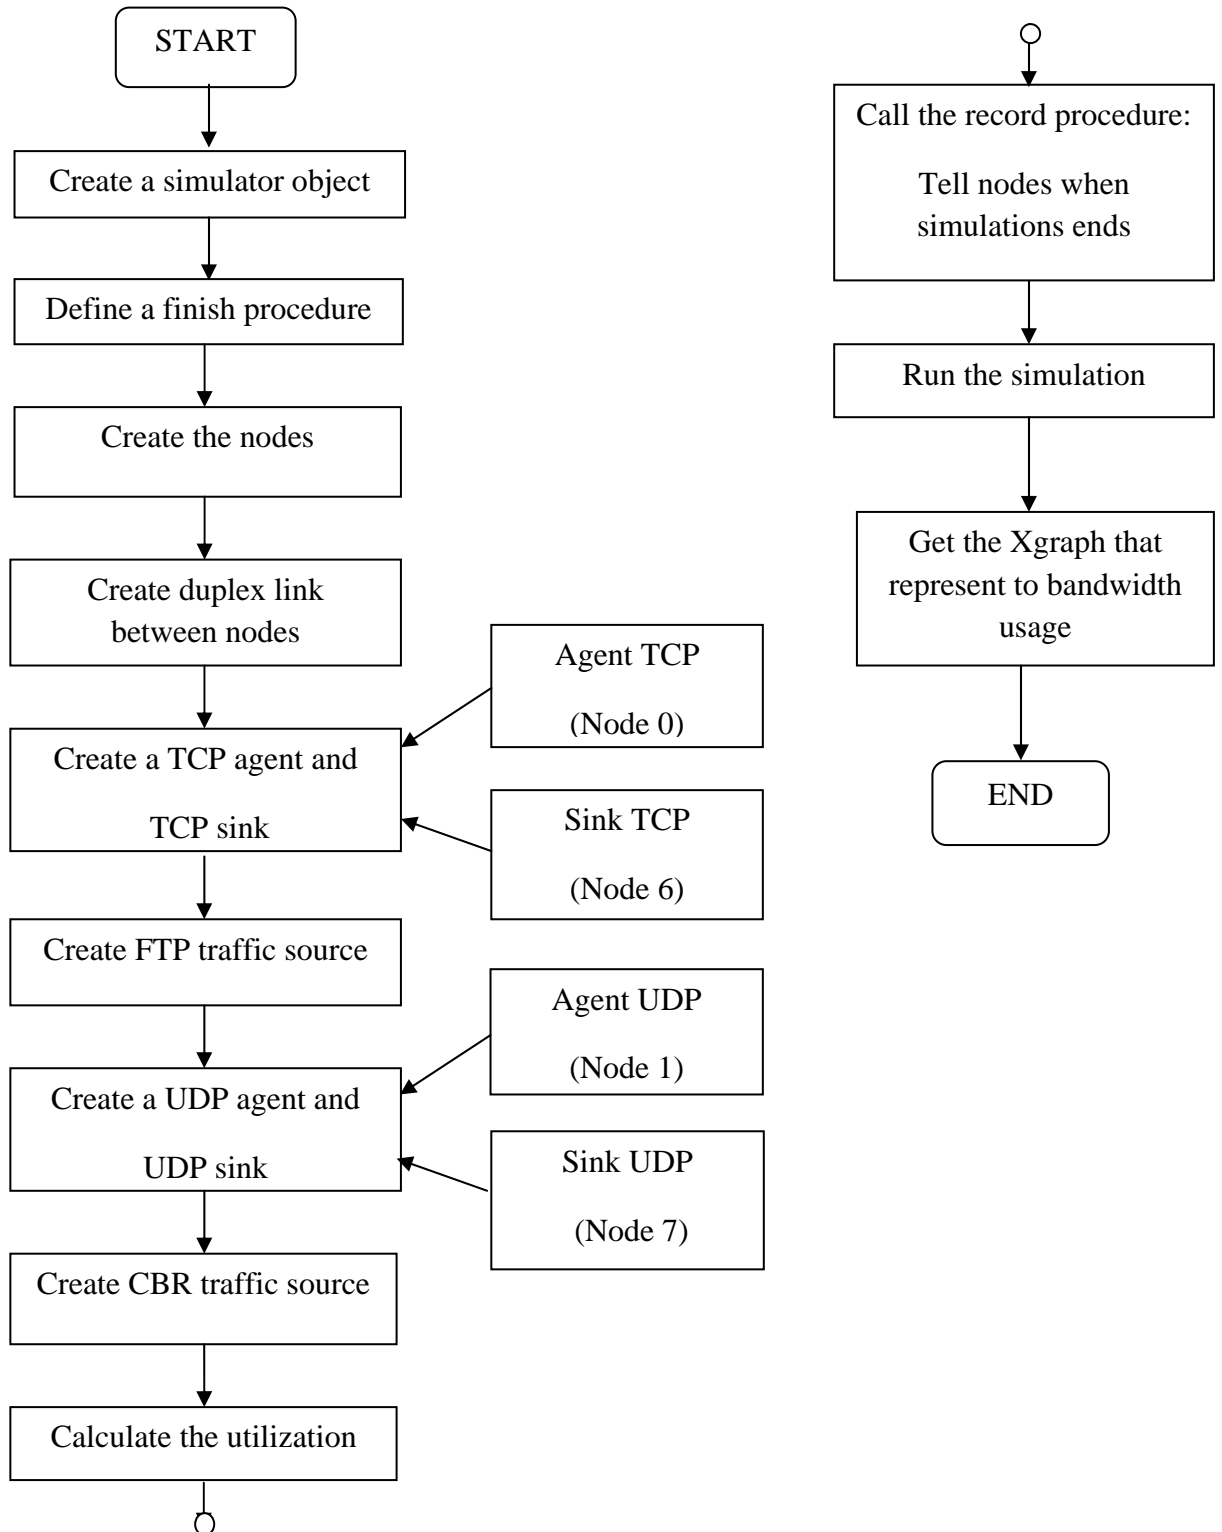 START
Create a simulator object
Define a finish procedure
Create the nodes
Create duplex link
between nodes
Create a TCP agent and
TCP sink
Agent TCP
(Node 0)
Sink TCP
(Node 6)
Create FTP traffic source
Create a UDP agent and
UDP sink
Agent UDP
(Node 1)
Sink UDP
(Node 7)
Create CBR traffic source
Calculate the utilization
Call the record procedure:
Tell nodes when
simulations ends
Run the simulation
Get the Xgraph that
represent to bandwidth
usage
END